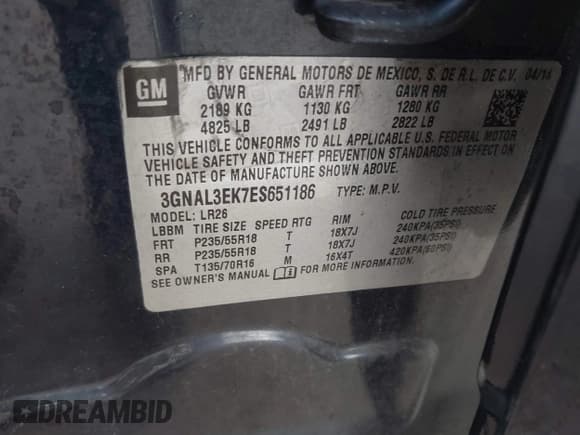 GM
MFD BY GENERAL MOTORS DE MEXICO, S. DE R.L. DE C.V. 04/14
GVWR GAWR FRT GAWR RR
2189 KG 1130 KG 1280 KG
4825 LB 2491 LB 2822 LB
THIS VEHICLE CONFORMS TO ALL APPLICABLE U.S. FEDERAL MOTOR
VEHICLE SAFETY AND THEFT PREVENTION STANDARDS IN EFFECT ON
THE DATE OF MANUFACTURE SHOWN ABOVE.
3GNAL3EK7ES651186 TYPE: M.P.V.
MODEL: LR26
LBBM TIRE SIZE SPEED RTG RIM COLD TIRE PRESSURE
FRT P235/55R18 T 18X7J 240KPA(35PSI)
RR P235/55R18 T 18X7J 240KPA(35PSI)
SPA T135/70R16 M 16X4T 420KPA(60PSI)
SEE OWNER'S MANUAL FOR MORE INFORMATION.
DREAMBID